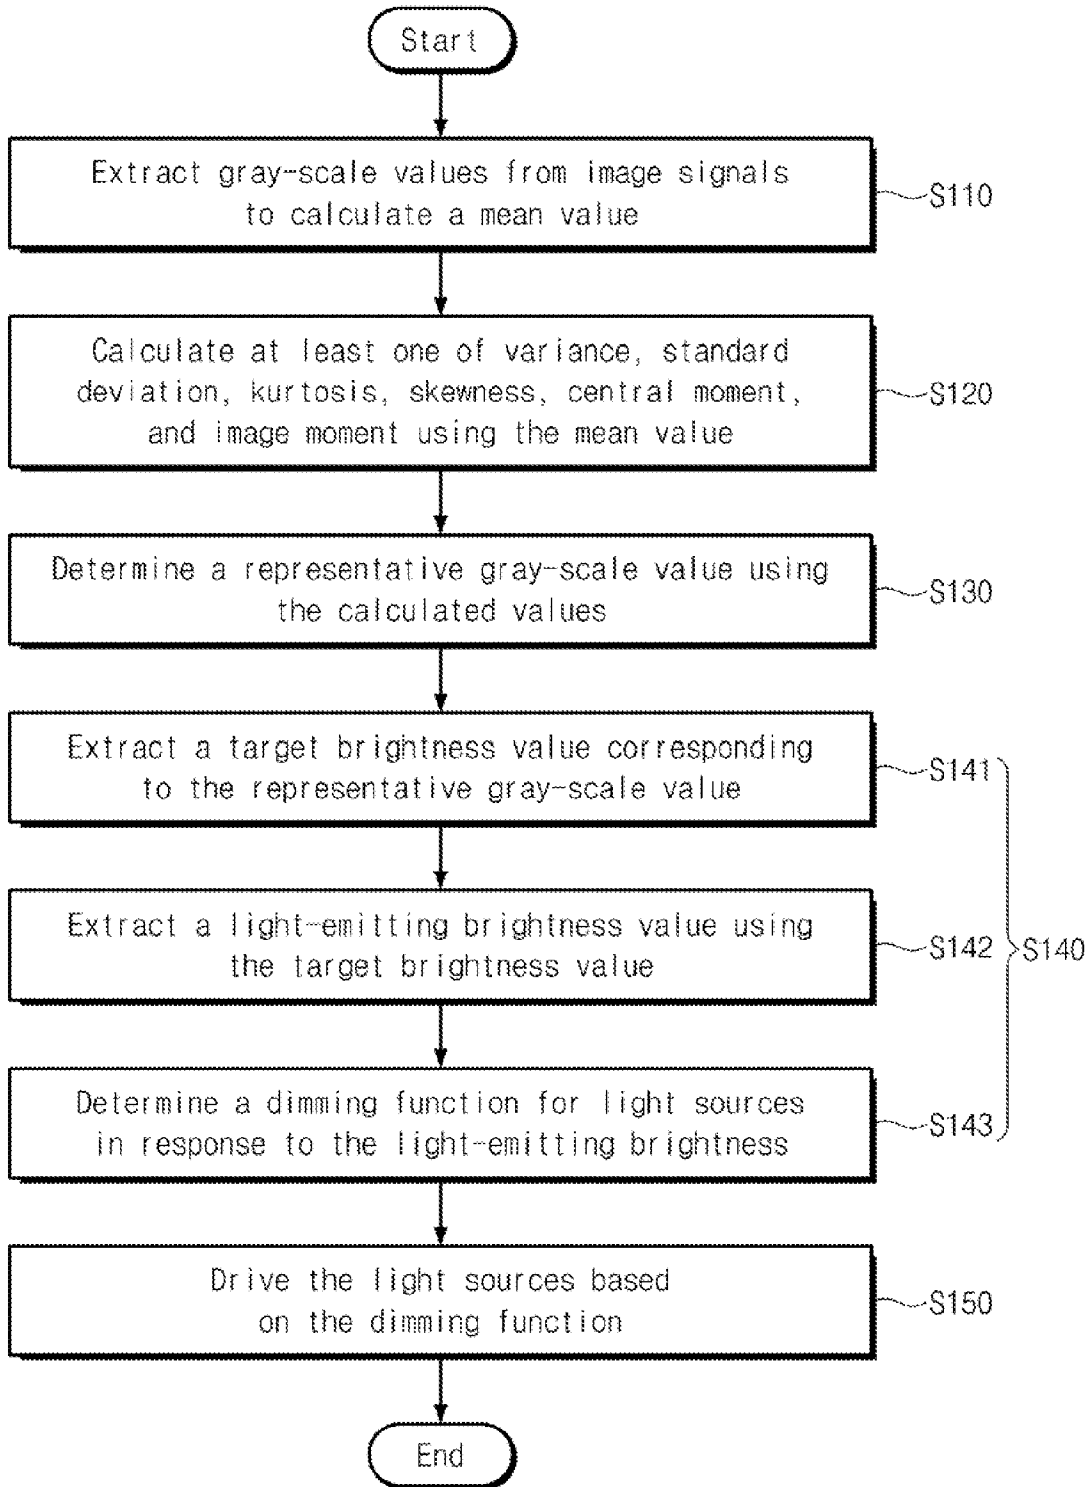 Start
Extract gray-scale values from image signals
to calculate a mean value
S110
Calculate at least one of variance, standard
deviation, kurtosis, skewness, central moment,
and image moment using the mean value
S120
Determine a representative gray-scale value using
the calculated values
S130
Extract a target brightness value corresponding
to the representative gray-scale value
S141
Extract a light-emitting brightness value using
the target brightness value
S142
S140
Determine a dimming function for light sources
in response to the light-emitting brightness
S143
Drive the light sources based
on the dimming function
S150
End